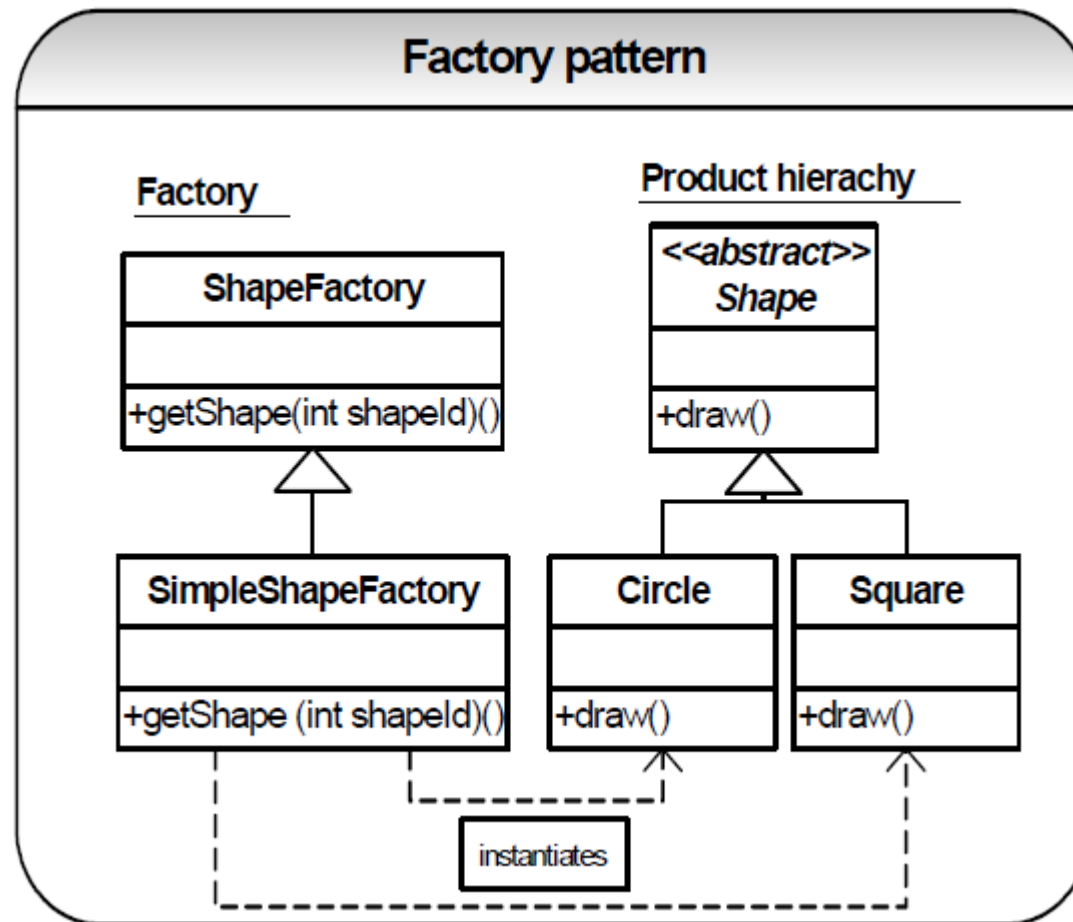 Factory pattern
Factory
Product hierachy
ShapeFactory
+getShape(int shapeId)()
<<abstract>>
Shape
+draw()
SimpleShapeFactory
+getShape (int shapeId)()
Circle
+draw()
Square
+draw()
instantiates